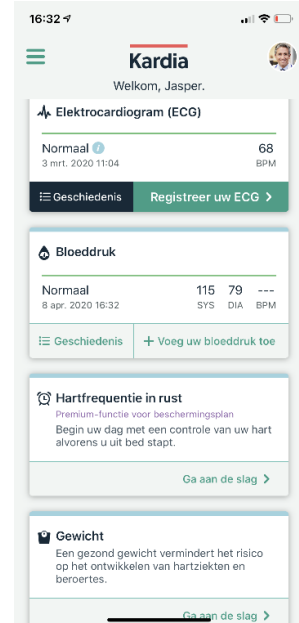 16:32
Kardia
Welkom, Jasper.
Elektrocardiogram (ECG)
Normaal 68
3 mrt. 2020 11:04 BPM
Geschiedenis Registreer uw ECG >
Bloeddruk
Normaal 115 79 ---
8 apr. 2020 16:32 SYS DIA BPM
Geschiedenis + Voeg uw bloeddruk toe
Hartfrequentie in rust
Premium-functie voor beschermingsplan
Begin uw dag met een controle van uw hart
alvorens u uit bed stapt.
Ga aan de slag >
Gewicht
Een gezond gewicht vermindert het risico
op het ontwikkelen van hartziekten en
beroertes.
Ga aan de slag >